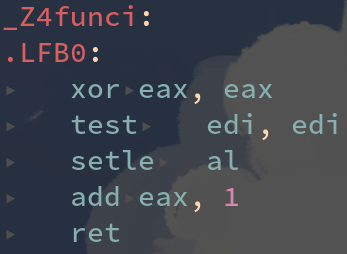 _Z4funci:
.LFB0:
xor eax, eax
test edi, edi
setle al
add eax, 1
ret